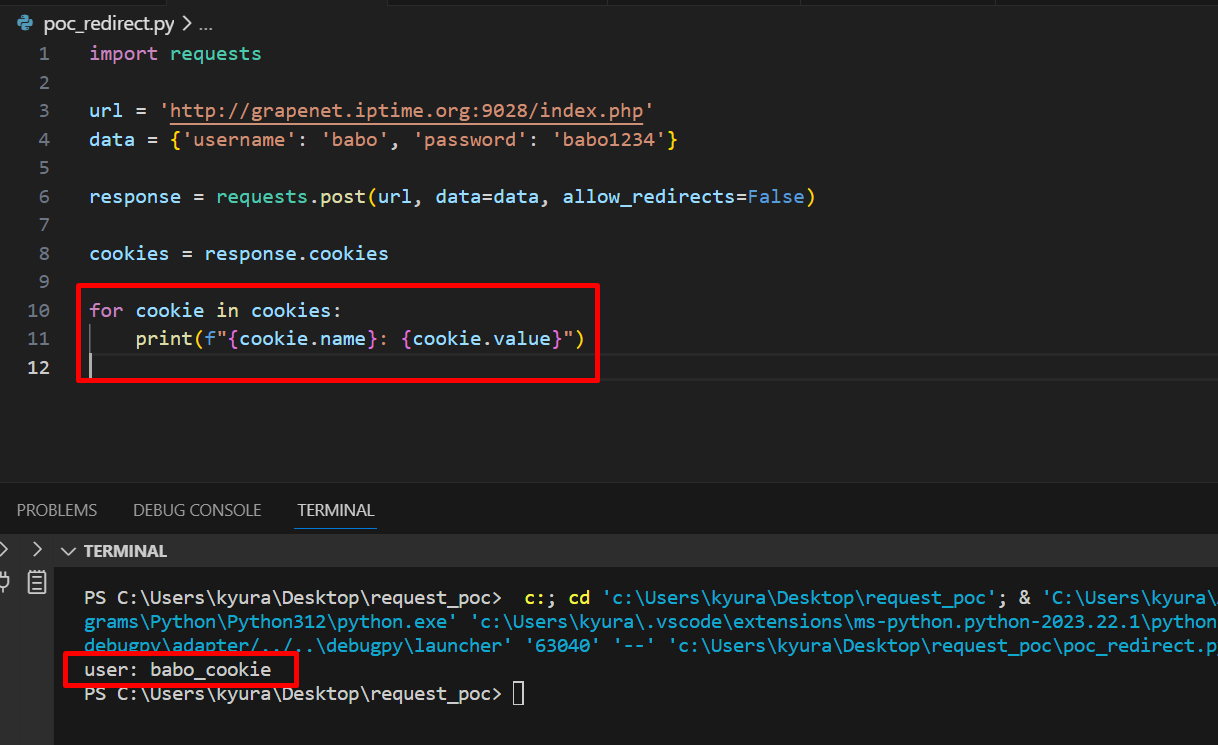 poc_redirect.py > ...
1 import requests
2
3 url = 'http://grapenet.iptime.org:9028/index.php'
4 data = {'username': 'babo', 'password': 'babo1234'}
5
6 response = requests.post(url, data=data, allow_redirects=False)
7
8 cookies = response.cookies
9
10 for cookie in cookies:
11     print(f"{cookie.name}: {cookie.value}")
12
PROBLEMS DEBUG CONSOLE TERMINAL
TERMINAL
PS C:\Users\kyura\Desktop\request_poc>  c:; cd 'c:\Users\kyura\Desktop\request_poc'; & 'C:\Users\kyura\
grams\Python\Python312\python.exe' 'c:\Users\kyura\.vscode\extensions\ms-python.python-2023.22.1\python
debugpy\adapter/../..\debugpy\launcher' '63040' '--' 'c:\Users\kyura\Desktop\request_poc\poc_redirect.p
user: babo_cookie
PS C:\Users\kyura\Desktop\request_poc>